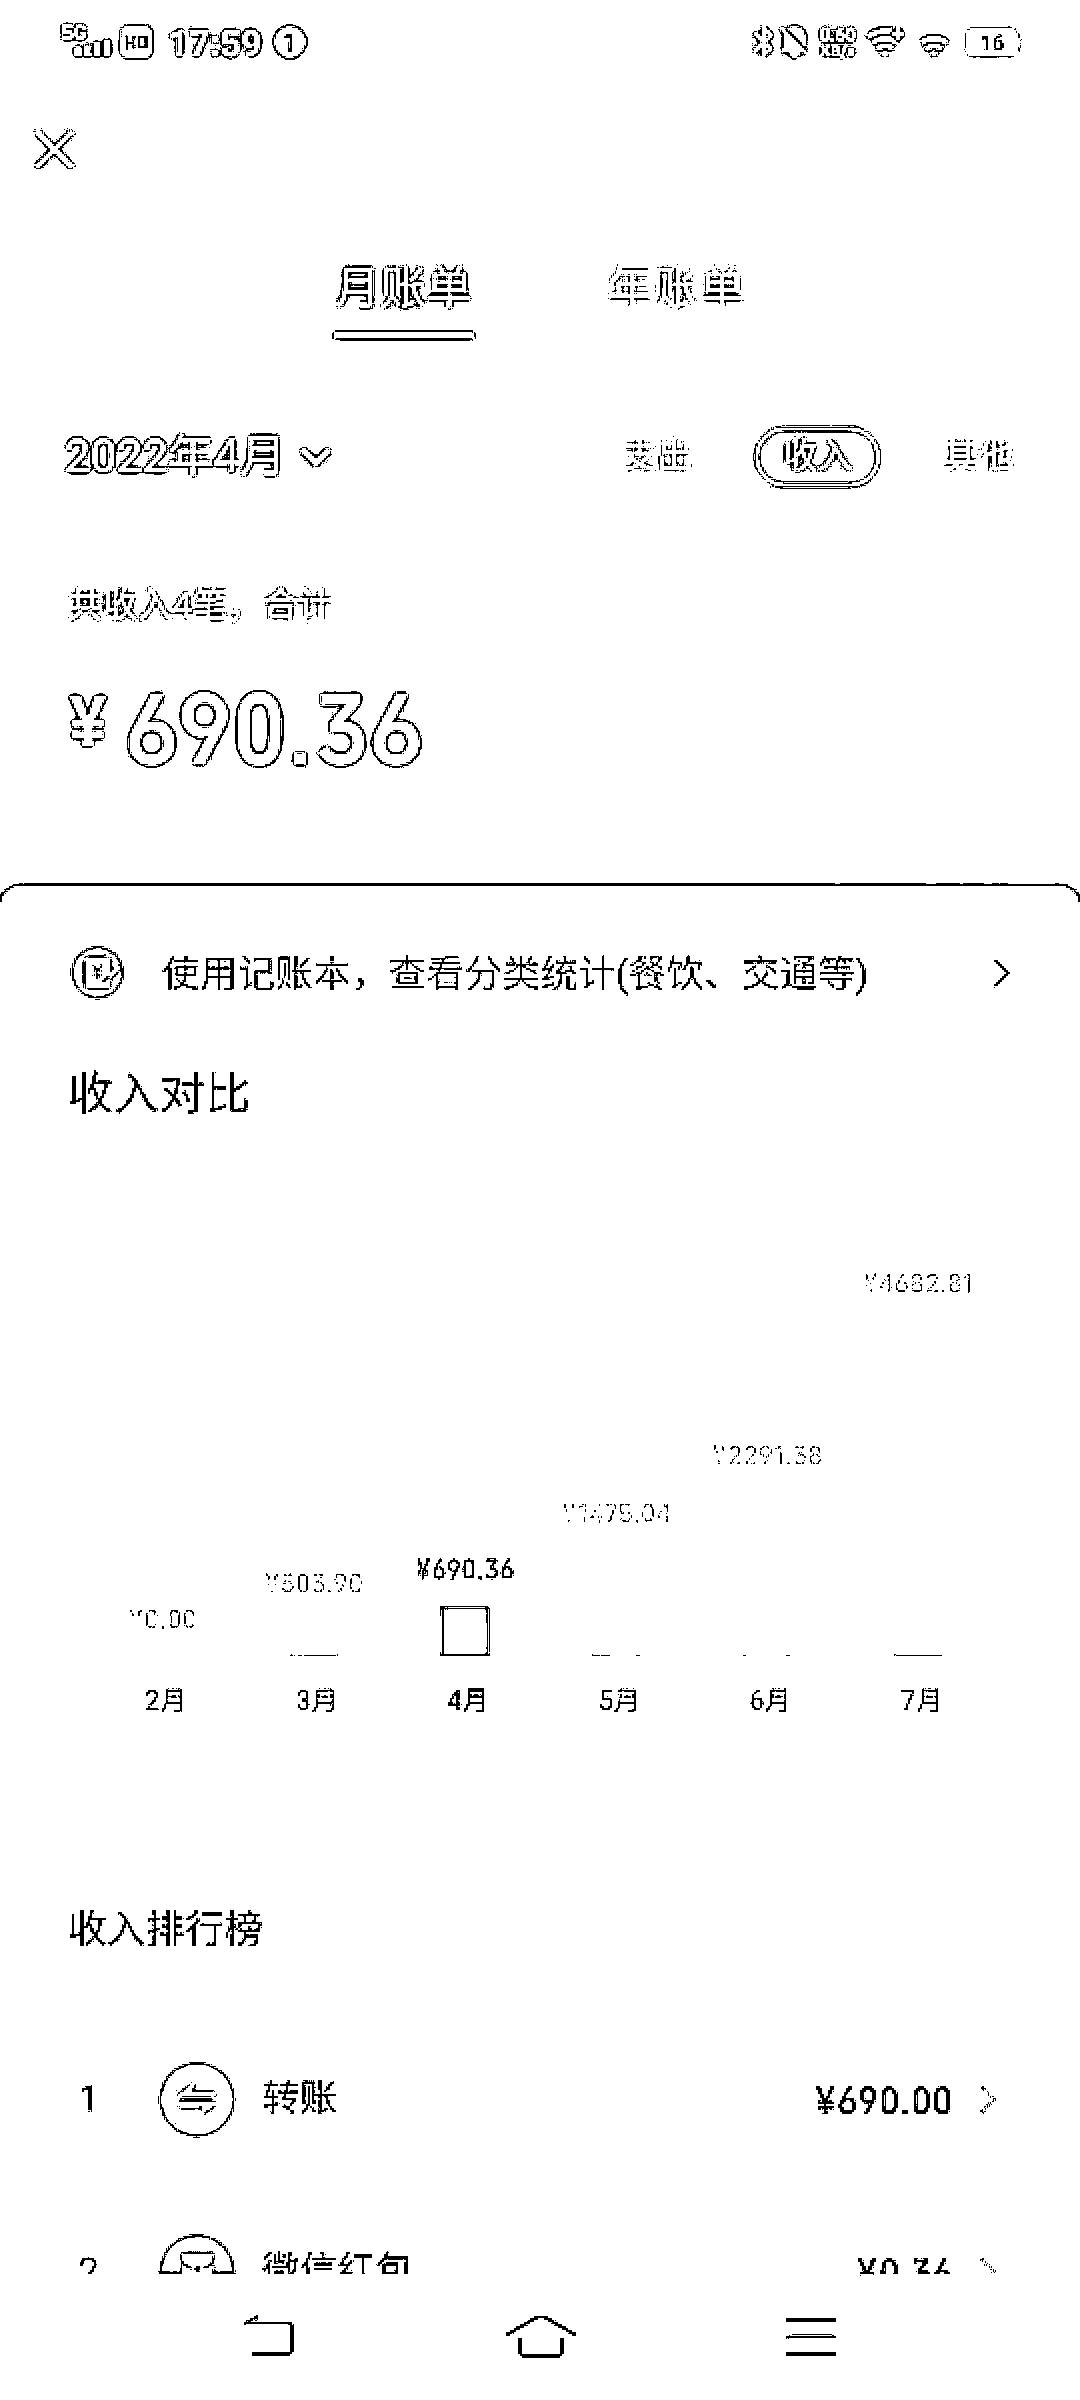 5G HD 17:59 1 16
月账单 年账单
2022年4月 支出 收入 其他
共收入4笔，合计
¥690.36
使用记账本，查看分类统计(餐饮、交通等)
收入对比
¥4682.81
¥2291.38
¥1475.04
¥690.36
¥0.00
2月 3月 4月 5月 6月 7月
收入排行榜
1 转账 ¥690.00
2 微信红包 ¥0.36